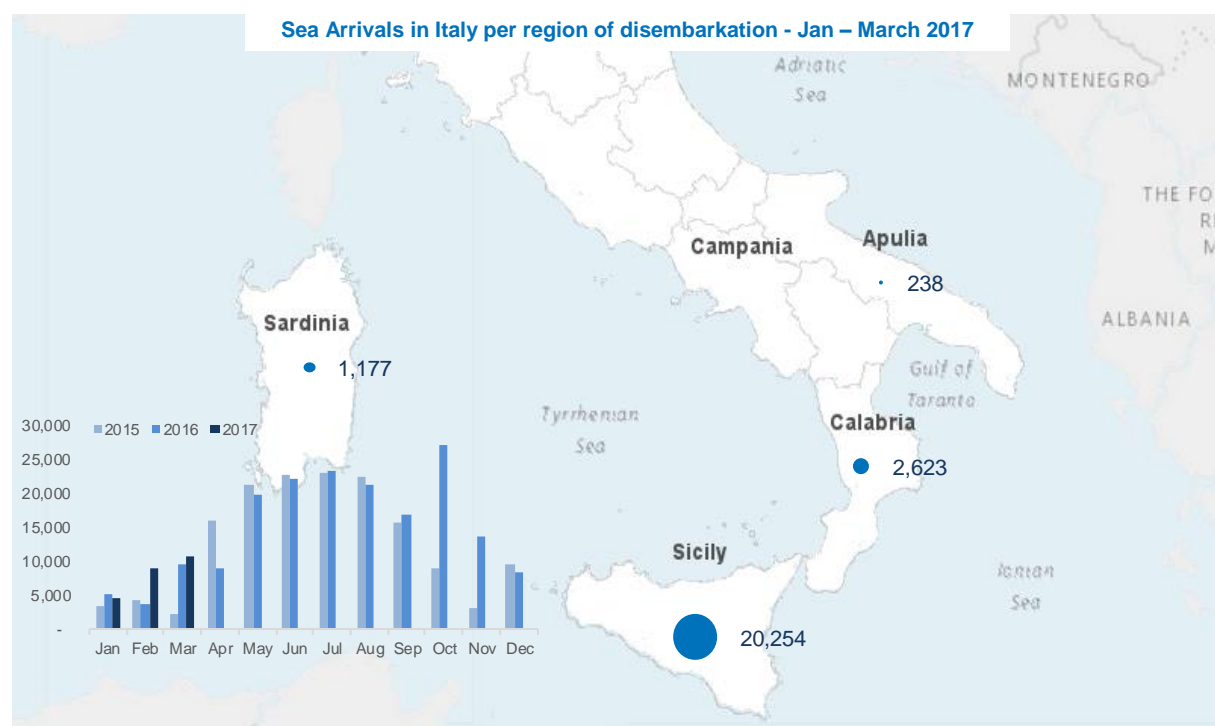 Sea Arrivals in Italy per region of disembarkation - Jan – March 2017
Adriatic
Sea
MONTENEGRO
THE FO
R
M
Campania
Apulia
238
ALBANIA
Sardinia
1,177
Gulf of
Taranto
Tyrrhenian
Sea
Calabria
2,623
Sicily
20,254
Ionian
Sea
2015 2016 2017
30,000
25,000
20,000
15,000
10,000
5,000
-
Jan Feb Mar Apr May Jun Jul Aug Sep Oct Nov Dec